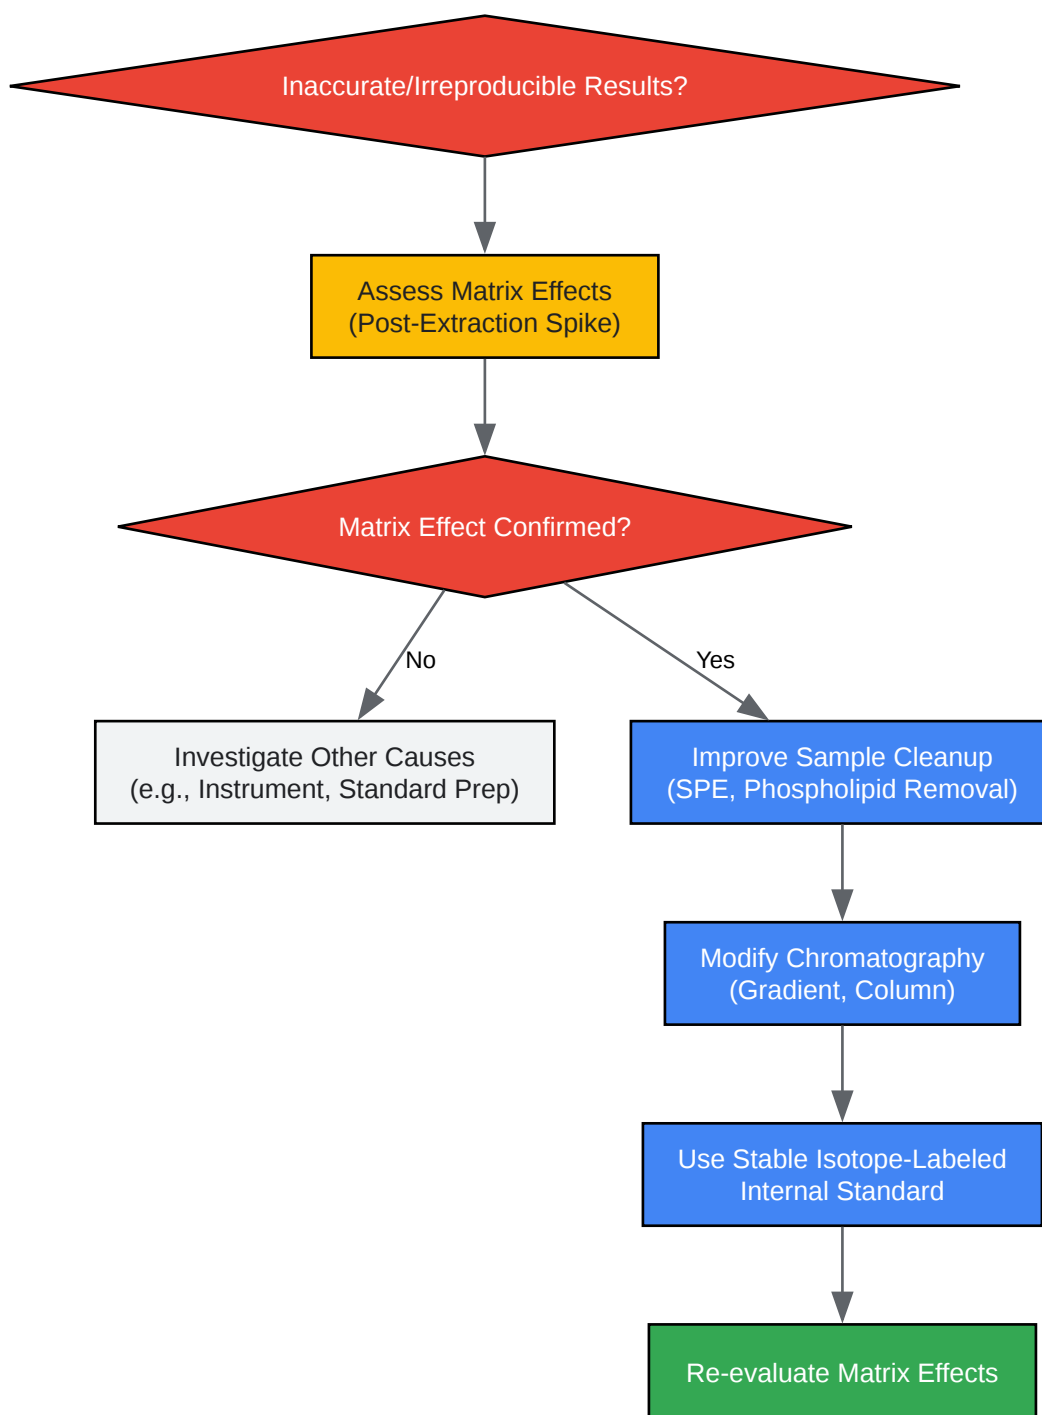 Inaccurate/Irreproducible Results?
Assess Matrix Effects
(Post-Extraction Spike)
Matrix Effect Confirmed?
No
Yes
Investigate Other Causes
(e.g., Instrument, Standard Prep)
Improve Sample Cleanup
(SPE, Phospholipid Removal)
Modify Chromatography
(Gradient, Column)
Use Stable Isotope-Labeled
Internal Standard
Re-evaluate Matrix Effects